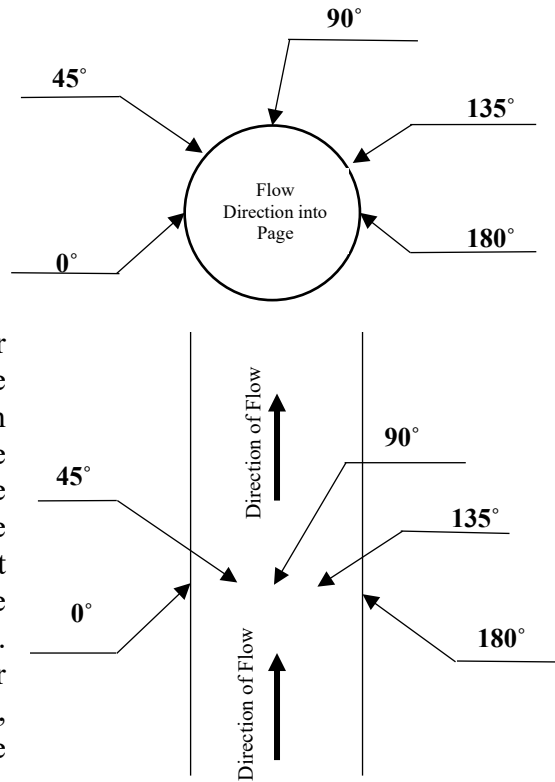 90°
45°
135°
Flow
Direction into
Page
0°
180°
r
e
n
e
e
e
t
e
.
r
,
e
Direction of Flow
90°
45°
135°
0°
180°
Direction of Flow